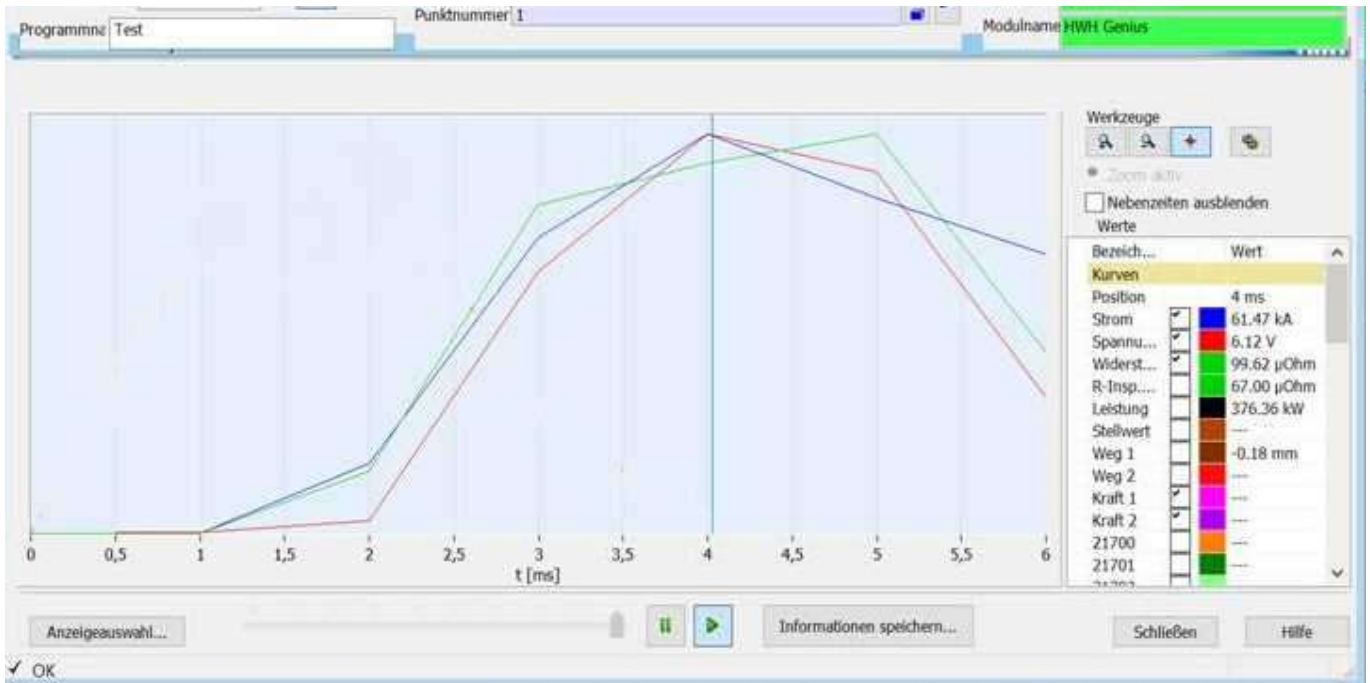 Programmna Test
Punktnummer 1
Modulname HWH Genius
Werkzeuge
Zoom aktiv
Nebenzeiten ausblenden
Werte
Bezeich... Wert
Kurven
Position 4 ms
Strom 61.47 kA
Spannu... 6.12 V
Widerst... 99.62 µOhm
R-Insp.... 67.00 µOhm
Leistung 376.36 kW
Stellwert ---
Weg 1 -0.18 mm
Weg 2 ---
Kraft 1 ---
Kraft 2 ---
21700 ---
21701 ---
0 0,5 1 1,5 2 2,5 3 3,5 4 4,5 5 5,5 6
t [ms]
Anzeigeauswahl...
Informationen speichern...
Schließen
Hilfe
OK